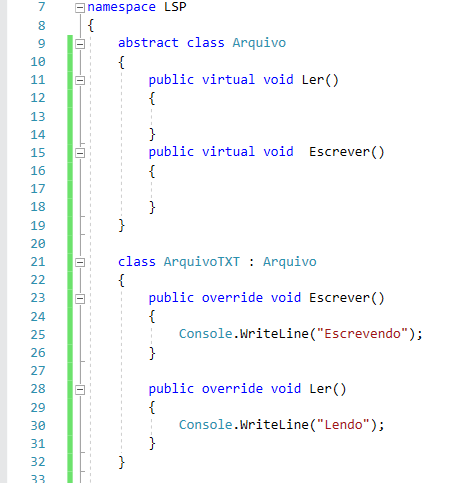 7 namespace LSP
8 {
9 abstract class Arquivo
10 {
11 public virtual void Ler()
12 {
13
14 }
15 public virtual void  Escrever()
16 {
17
18 }
19 }
20
21 class ArquivoTXT : Arquivo
22 {
23 public override void Escrever()
24 {
25 Console.WriteLine("Escrevendo");
26 }
27
28 public override void Ler()
29 {
30 Console.WriteLine("Lendo");
31 }
32 }
33